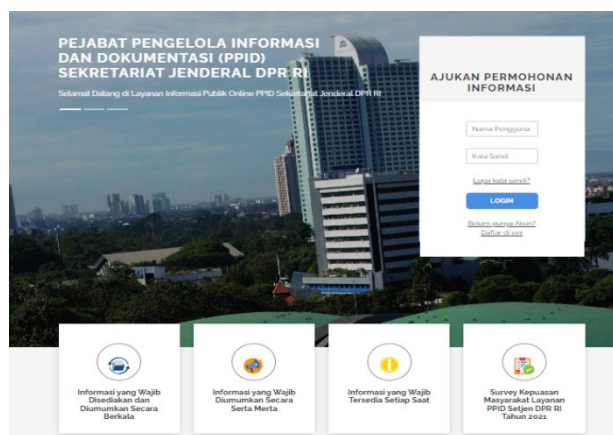 PEJABAT PENGELOLA INFORMASI
DAN DOKUMENTASI (PPID)
SEKRETARIAT JENDERAL DPR RI
Selamat Datang di Layanan Informasi Publik Online PPID Sekretariat Jenderal DPR RI
AJUKAN PERMOHONAN
INFORMASI
Nama Pengguna
Kata Sandi
Lupa kata sandi?
LOGIN
Belum punya Akun?
Daftar di sini
Informasi yang Wajib
Disediakan dan
Diumumkan Secara
Berkala
Informasi yang Wajib
Diumumkan Secara
Serta Merta
Informasi yang Wajib
Tersedia Setiap Saat
Survey Kepuasan
Masyarakat Layanan
PPID Setjen DPR RI
Tahun 2021